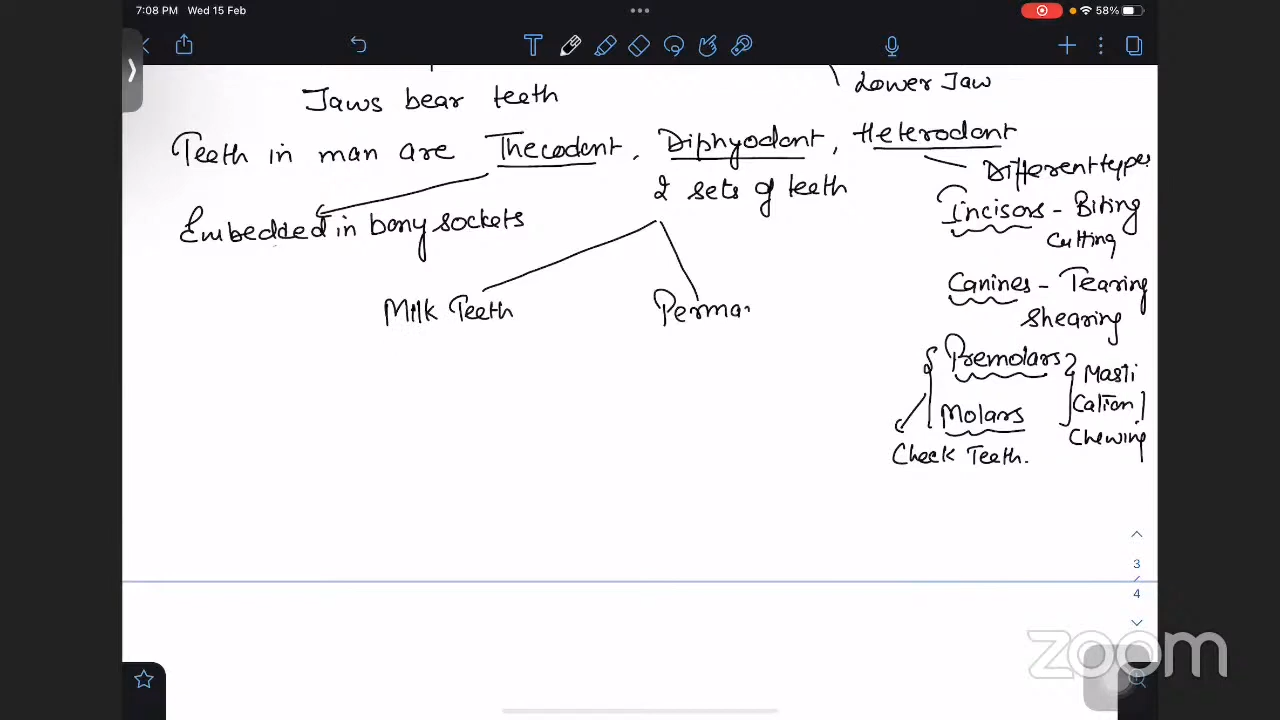 7:08 PM Wed 15 Feb
58%
Lower Jaw
Jaws bear teeth
Teeth in man are Thecodont, Diphyodont, Heterodont
Different types
2 sets of teeth
Embedded in bony sockets
Incisors - Biting
Cutting
Milk Teeth
Perma
Canines - Tearing
Shearing
Premolars
Masti
Cation
Molars
Chewing
Cheek Teeth.
3
4
zoom